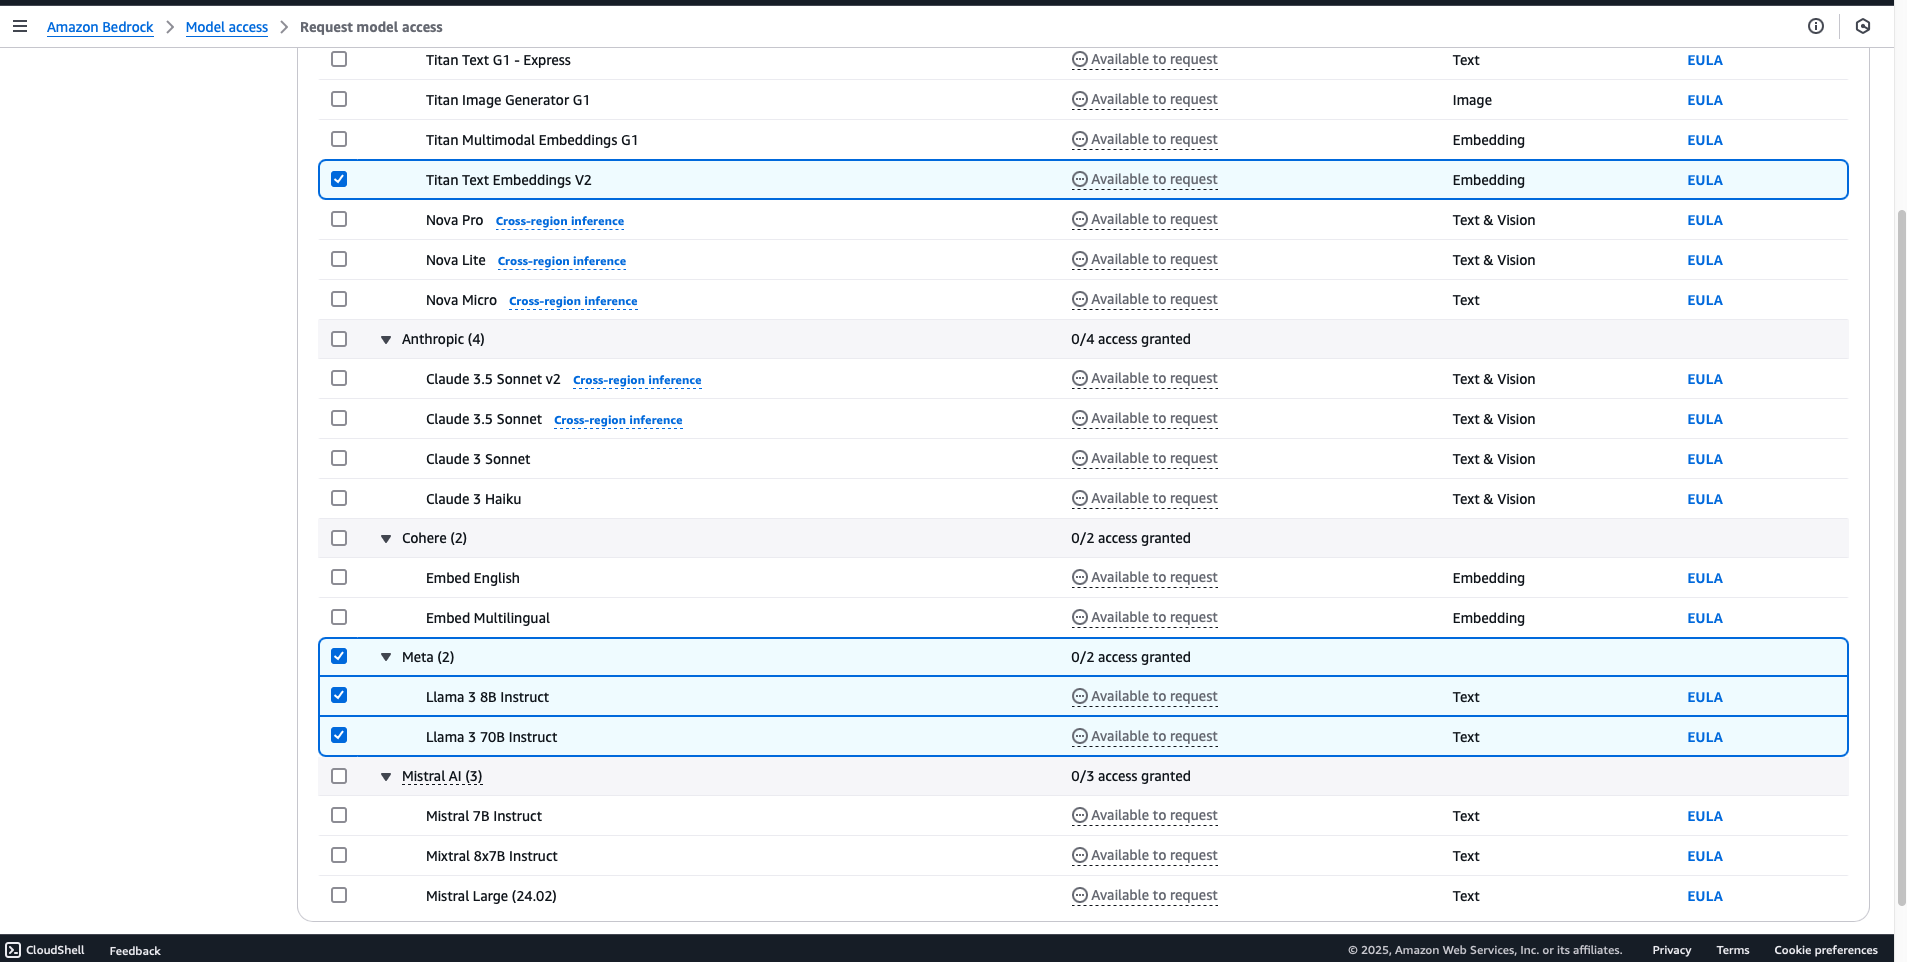 Amazon Bedrock > Model access > Request model access
Titan Text G1 - Express Available to request Text EULA
Titan Image Generator G1 Available to request Image EULA
Titan Multimodal Embeddings G1 Available to request Embedding EULA
Titan Text Embeddings V2 Available to request Embedding EULA
Nova Pro Cross-region inference Available to request Text & Vision EULA
Nova Lite Cross-region inference Available to request Text & Vision EULA
Nova Micro Cross-region inference Available to request Text EULA
Anthropic (4) 0/4 access granted
Claude 3.5 Sonnet v2 Cross-region inference Available to request Text & Vision EULA
Claude 3.5 Sonnet Cross-region inference Available to request Text & Vision EULA
Claude 3 Sonnet Available to request Text & Vision EULA
Claude 3 Haiku Available to request Text & Vision EULA
Cohere (2) 0/2 access granted
Embed English Available to request Embedding EULA
Embed Multilingual Available to request Embedding EULA
Meta (2) 0/2 access granted
Llama 3 8B Instruct Available to request Text EULA
Llama 3 70B Instruct Available to request Text EULA
Mistral AI (3) 0/3 access granted
Mistral 7B Instruct Available to request Text EULA
Mixtral 8x7B Instruct Available to request Text EULA
Mistral Large (24.02) Available to request Text EULA
CloudShell Feedback © 2025, Amazon Web Services, Inc. or its affiliates. Privacy Terms Cookie preferences